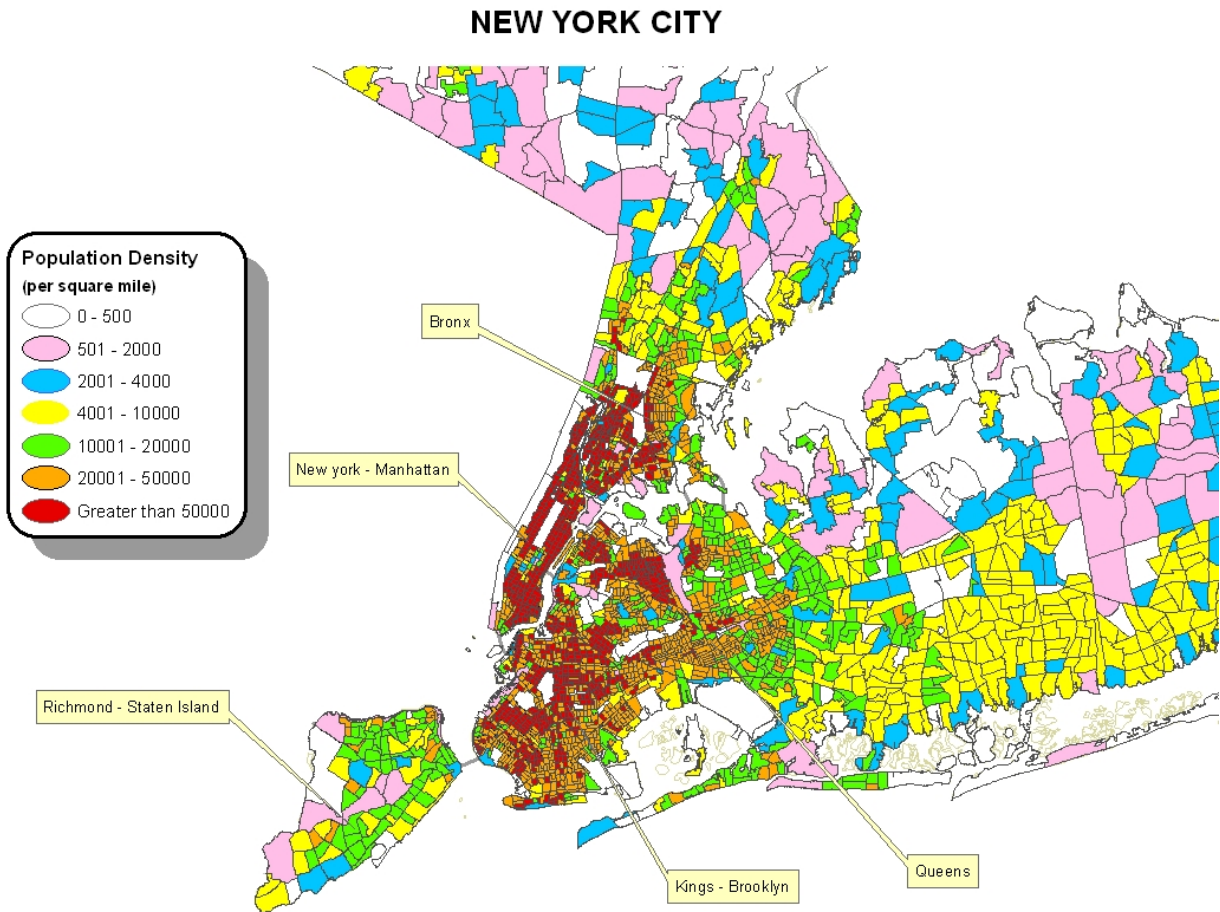 NEW YORK CITY
Population Density
(per square mile)
0 - 500
501 - 2000
2001 - 4000
4001 - 10000
10001 - 20000
20001 - 50000
Greater than 50000
Bronx
New york - Manhattan
Richmond - Staten Island
Kings - Brooklyn
Queens